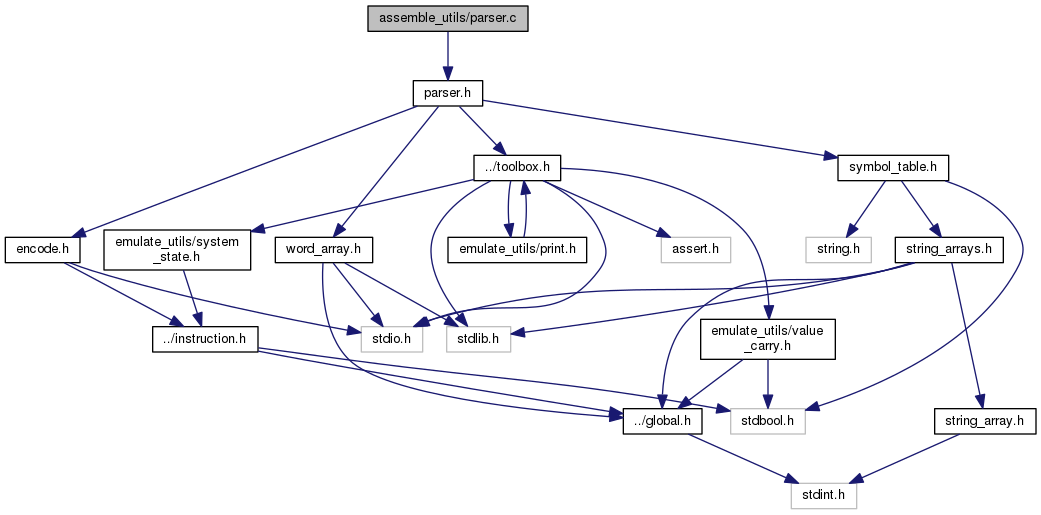 assemble_utils/parser.c
parser.h
../toolbox.h
symbol_table.h
encode.h
emulate_utils/system
_state.h
word_array.h
emulate_utils/print.h
assert.h
string.h
string_arrays.h
../instruction.h
stdio.h
stdlib.h
emulate_utils/value
_carry.h
../global.h
stdbool.h
string_array.h
stdint.h